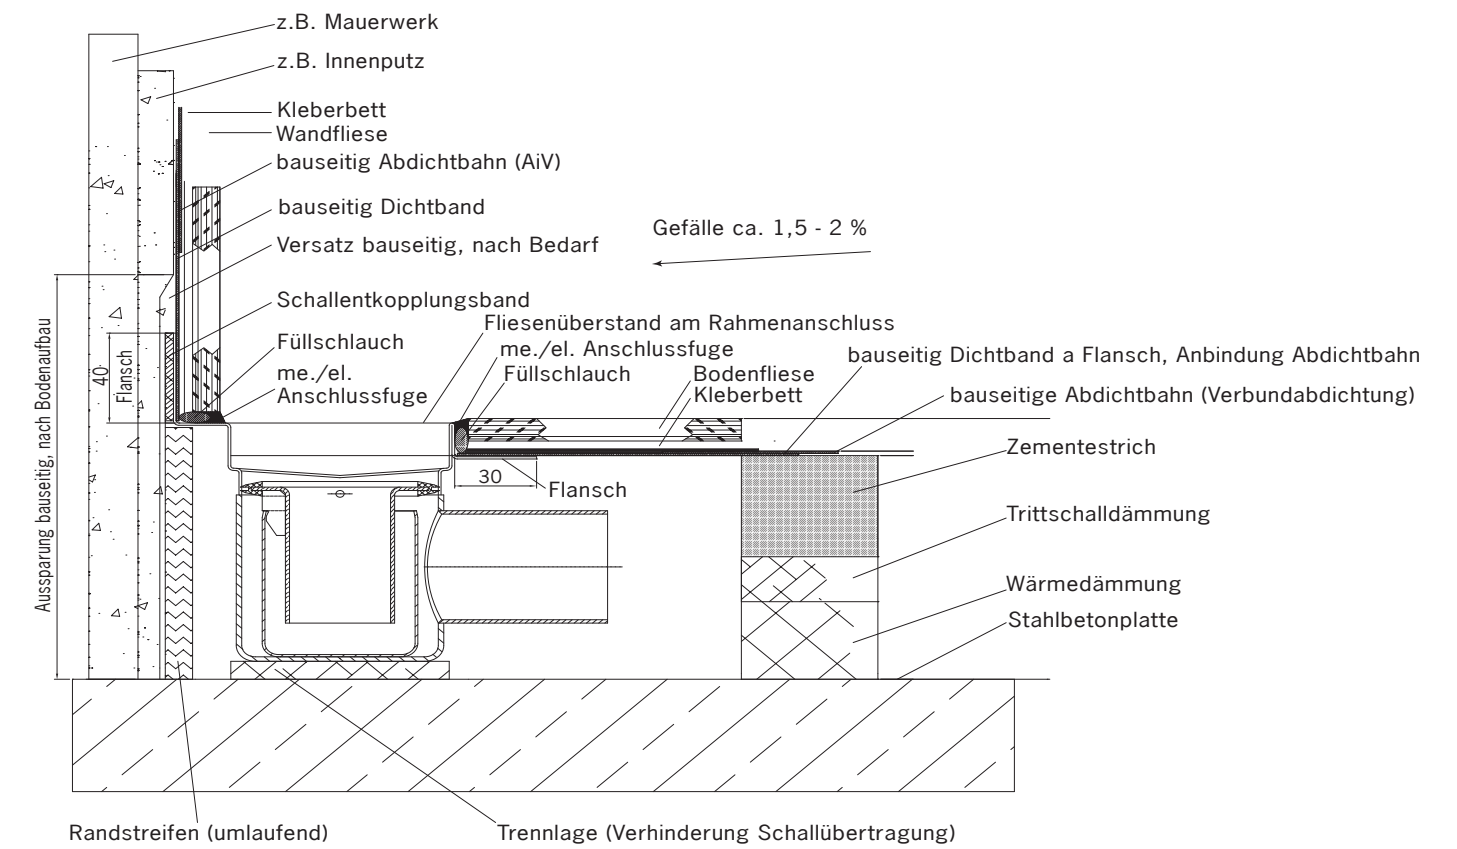 z.B. Mauerwerk
z.B. Innenputz
Kleberbett
Wandfliese
bauseitig Abdichtbahn (AiV)
bauseitig Dichtband
Gefälle ca. 1,5 - 2 %
Versatz bauseitig, nach Bedarf
Schallentkopplungsband
Fliesenüberstand am Rahmenanschluss
Füllschlauch
me./el. Anschlussfuge
bauseitig Dichtband a Flansch, Anbindung Abdichtbahn
me./el.
Anschlussfuge
Füllschlauch
Bodenfliese
Kleberbett
bauseitige Abdichtbahn (Verbundabdichtung)
40
Flansch
Aussparung bauseitig, nach Bodenaufbau
Zementestrich
30
Flansch
Trittschalldämmung
Wärmedämmung
Stahlbetonplatte
Randstreifen (umlaufend)
Trennlage (Verhinderung Schallübertragung)